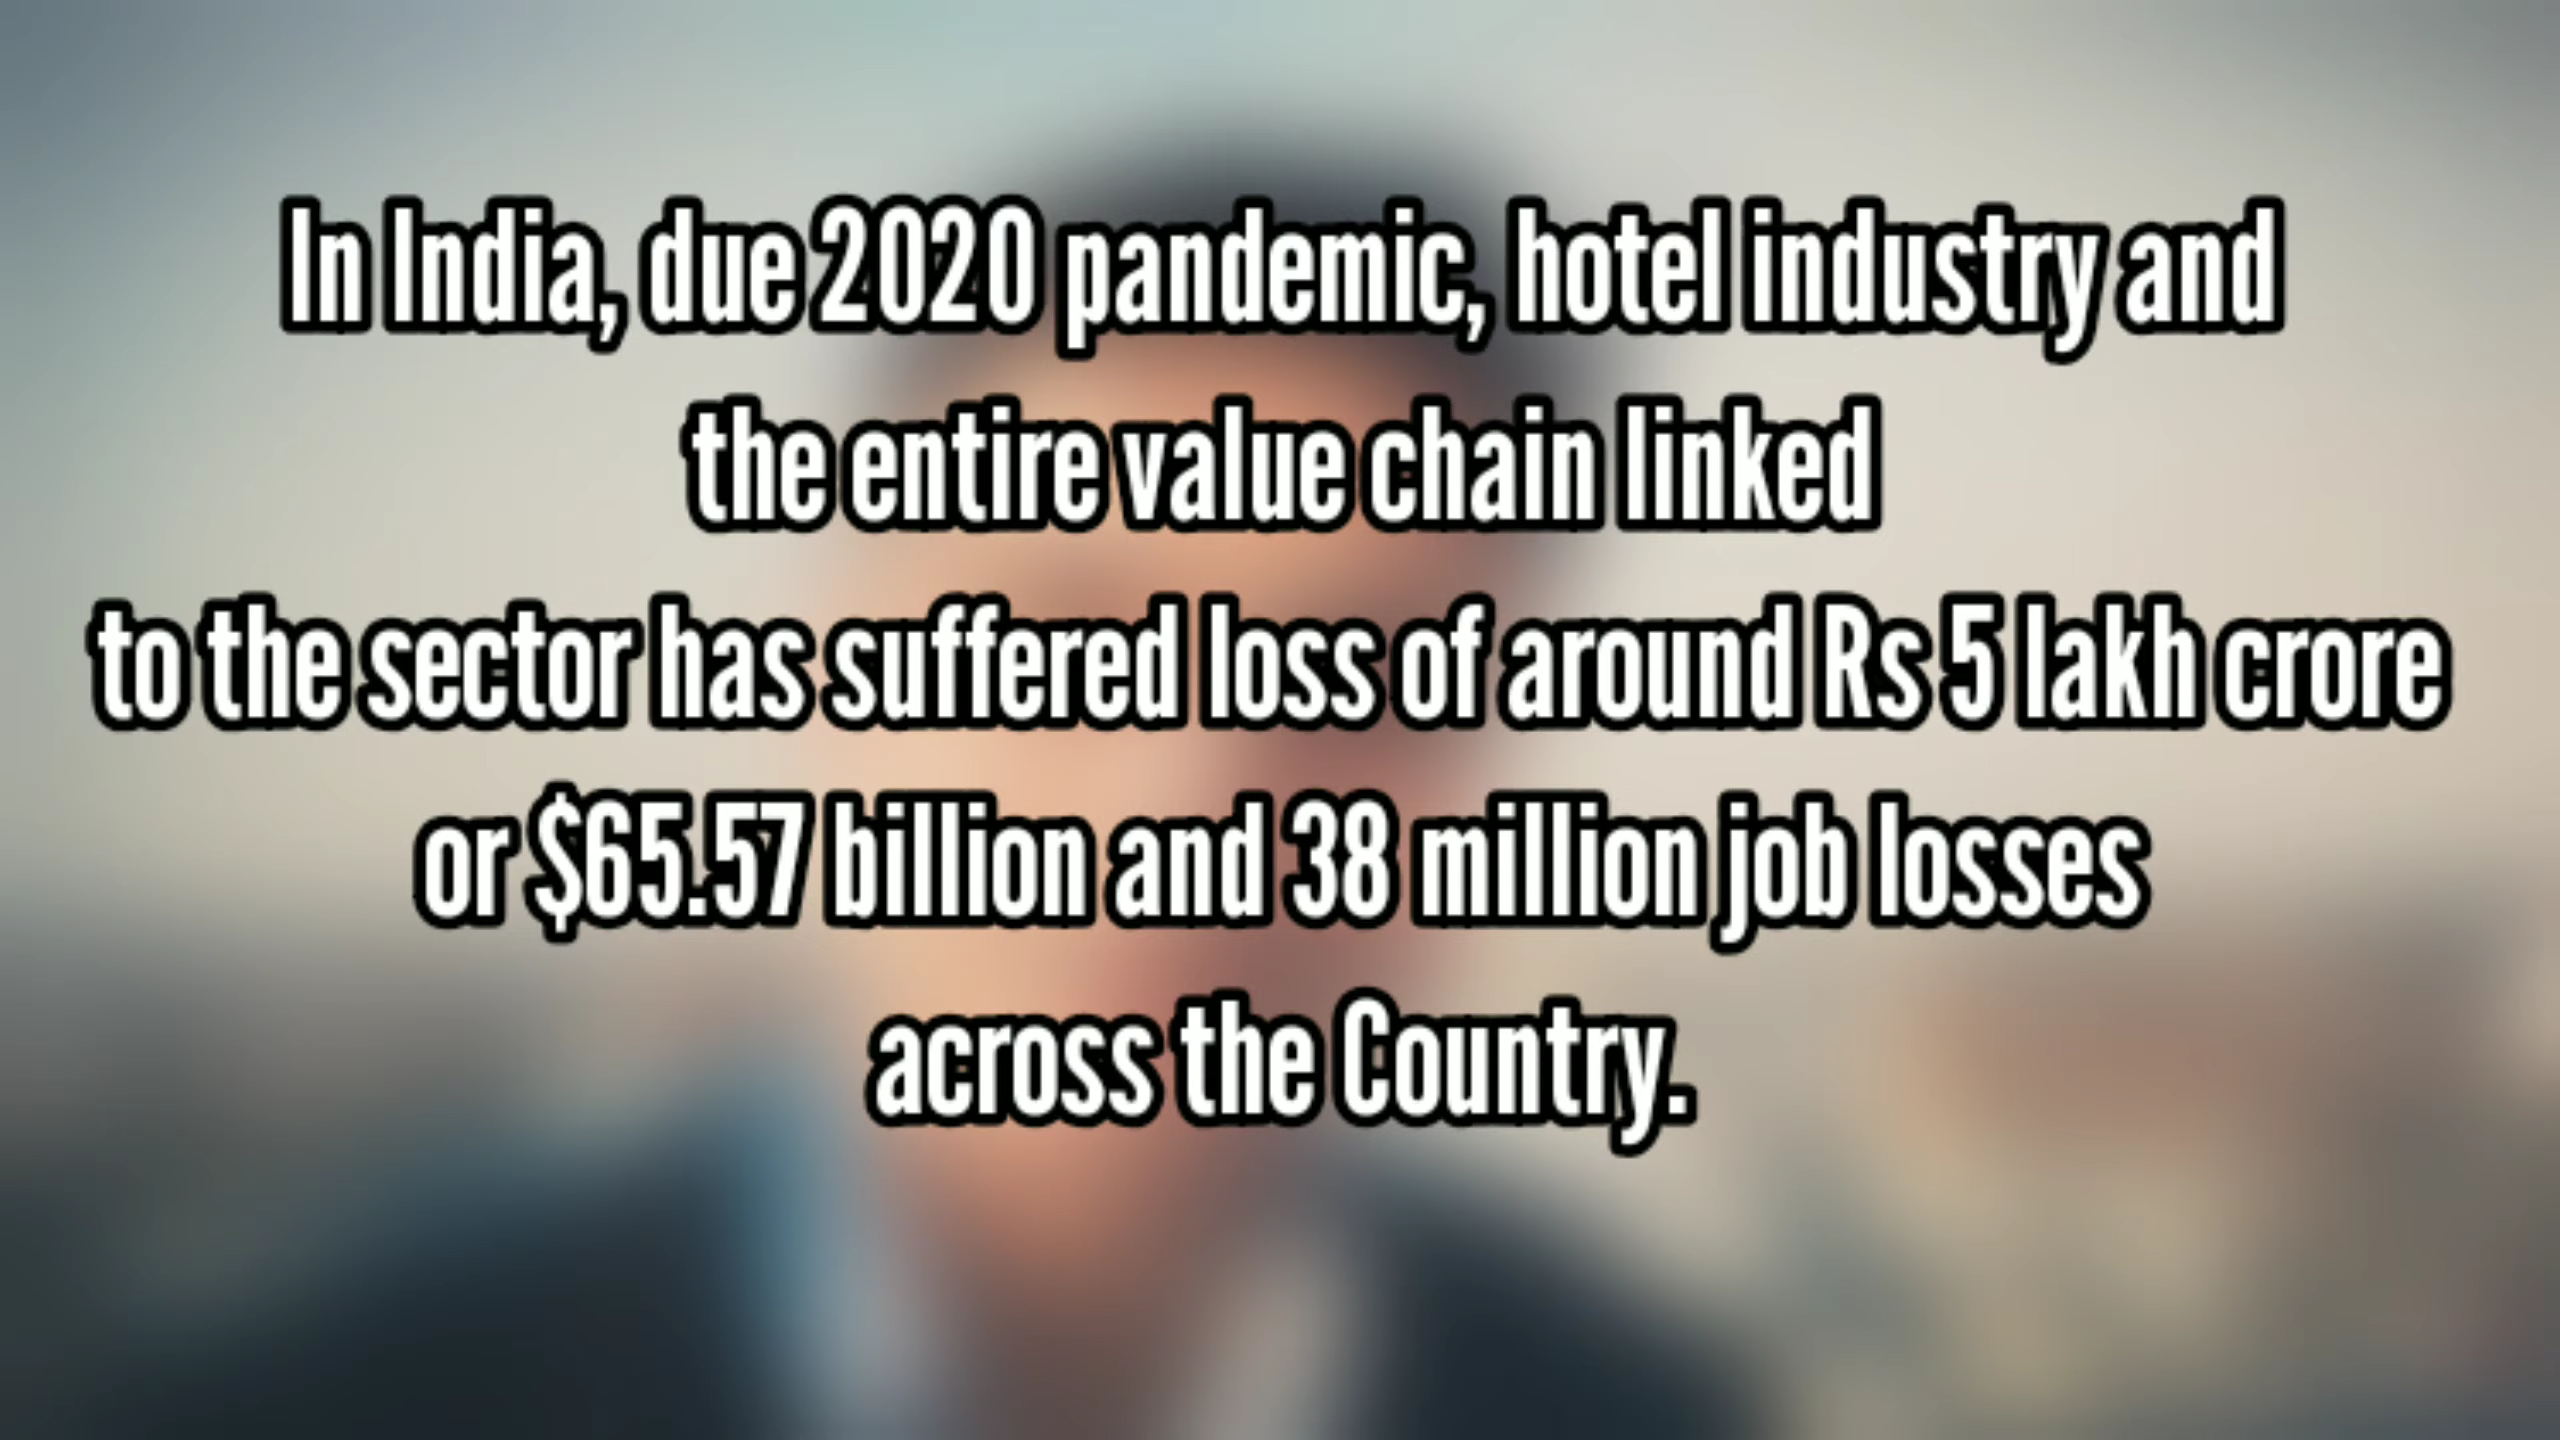 In India, due 2020 pandemic, hotel industry and
the entire value chain linked
to the sector has suffered loss of around Rs 5 lakh crore
or $65.57 billion and 38 million job losses
across the Country.